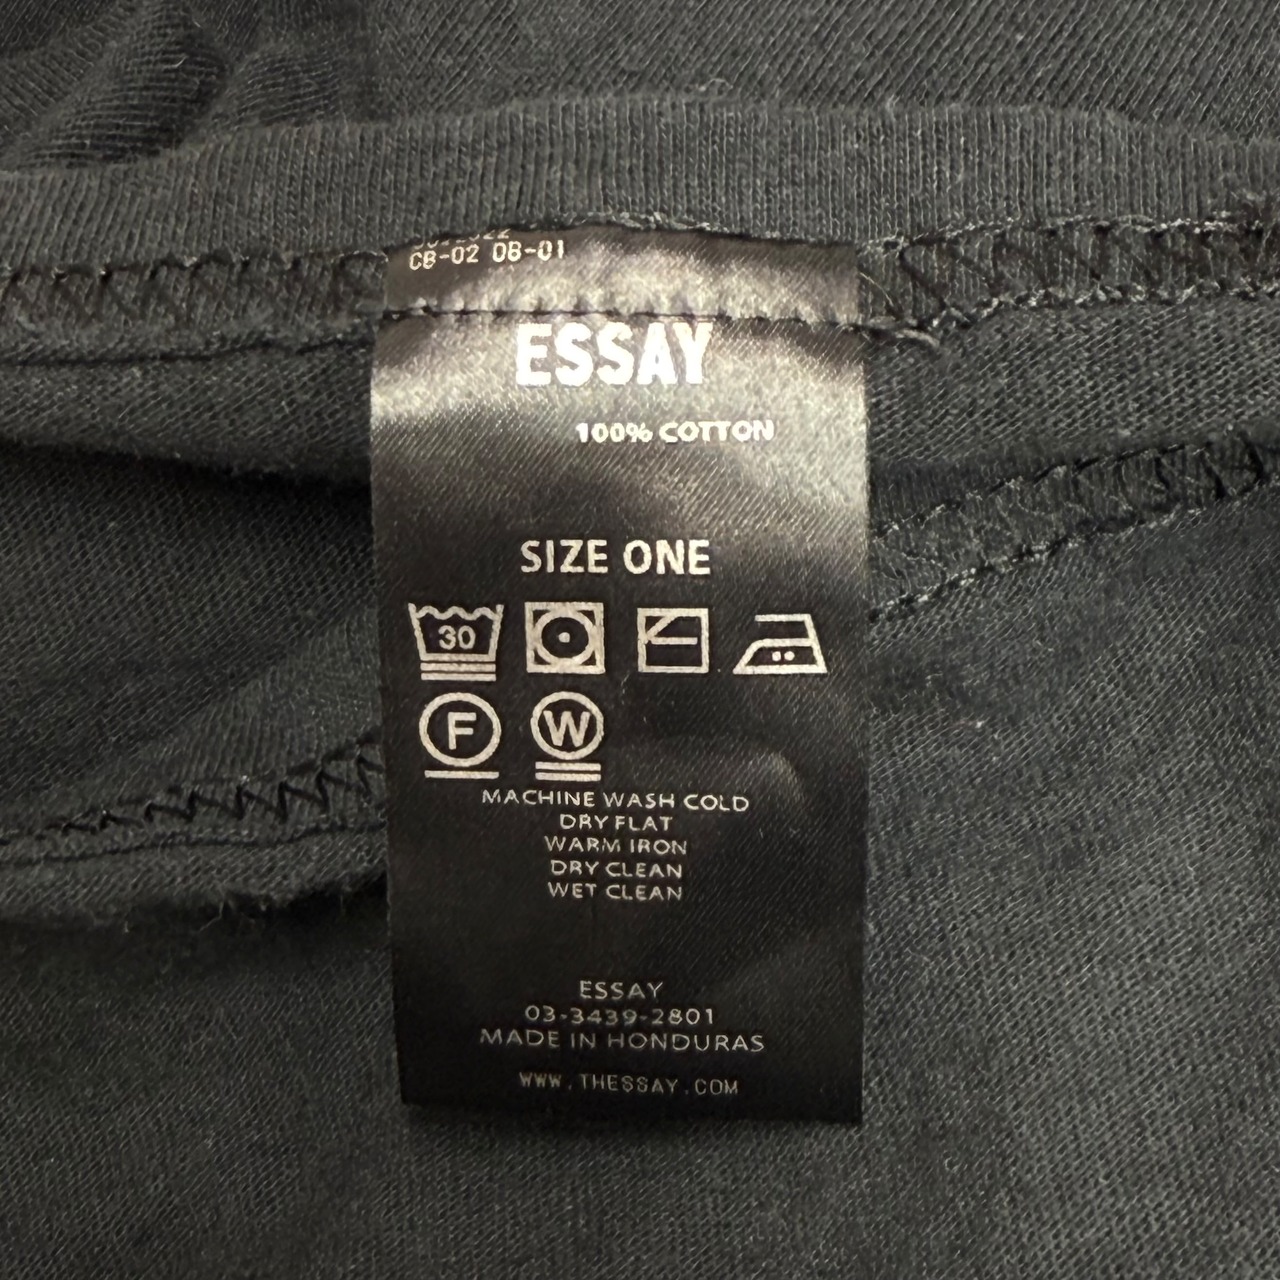 CB-02 0B-01
ESSAY
100% COTTON
SIZE ONE
30
F W
MACHINE WASH COLD
DRY FLAT
WARM IRON
DRY CLEAN
WET CLEAN
ESSAY
03-3439-2801
MADE IN HONDURAS
WWW.THESSAY.COM